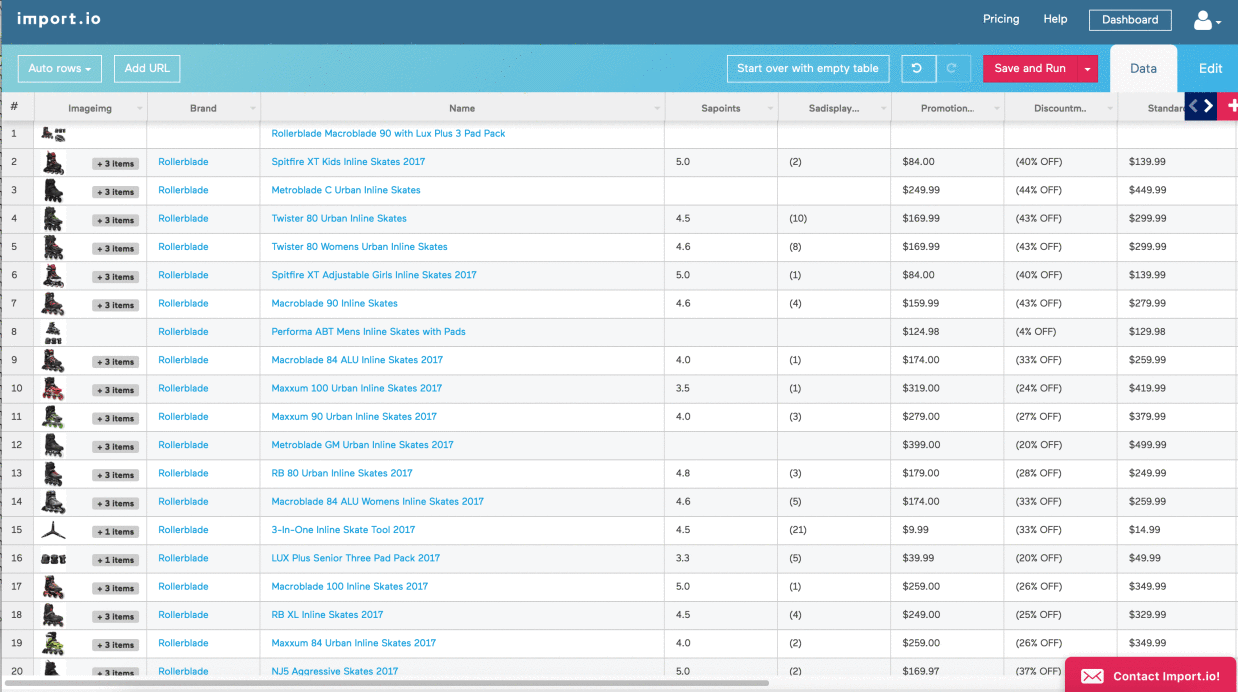 import.io Pricing Help Dashboard
Auto rows Add URL Start over with empty table Save and Run Data Edit
# Imageimg Brand Name Sapoints Sadisplay... Promotion... Discountm.. Standard
1 Rollerblade Macroblade 90 with Lux Plus 3 Pad Pack
2 + 3 items Rollerblade Spitfire XT Kids Inline Skates 2017 5.0 (2) $84.00 (40% OFF) $139.99
3 + 3 items Rollerblade Metroblade C Urban Inline Skates $249.99 (44% OFF) $449.99
4 + 3 items Rollerblade Twister 80 Urban Inline Skates 4.5 (10) $169.99 (43% OFF) $299.99
5 + 3 items Rollerblade Twister 80 Womens Urban Inline Skates 4.6 (8) $169.99 (43% OFF) $299.99
6 + 3 items Rollerblade Spitfire XT Adjustable Girls Inline Skates 2017 5.0 (1) $84.00 (40% OFF) $139.99
7 + 3 items Rollerblade Macroblade 90 Inline Skates 4.6 (4) $159.99 (43% OFF) $279.99
8 Rollerblade Performa ABT Mens Inline Skates with Pads $124.98 (4% OFF) $129.98
9 + 3 items Rollerblade Macroblade 84 ALU Inline Skates 2017 4.0 (1) $174.00 (33% OFF) $259.99
10 + 3 items Rollerblade Maxxum 100 Urban Inline Skates 2017 3.5 (1) $319.00 (24% OFF) $419.99
11 + 3 items Rollerblade Maxxum 90 Urban Inline Skates 2017 4.0 (3) $279.00 (27% OFF) $379.99
12 + 3 items Rollerblade Metroblade GM Urban Inline Skates 2017 $399.00 (20% OFF) $499.99
13 + 3 items Rollerblade RB 80 Urban Inline Skates 2017 4.8 (3) $179.00 (28% OFF) $249.99
14 + 3 items Rollerblade Macroblade 84 ALU Womens Inline Skates 2017 4.6 (5) $174.00 (33% OFF) $259.99
15 + 1 items Rollerblade 3-In-One Inline Skate Tool 2017 4.5 (21) $9.99 (33% OFF) $14.99
16 + 1 items Rollerblade LUX Plus Senior Three Pad Pack 2017 3.3 (5) $39.99 (20% OFF) $49.99
17 + 3 items Rollerblade Macroblade 100 Inline Skates 2017 5.0 (1) $259.00 (26% OFF) $349.99
18 + 3 items Rollerblade RB XL Inline Skates 2017 4.5 (4) $249.00 (25% OFF) $329.99
19 + 3 items Rollerblade Maxxum 84 Urban Inline Skates 2017 4.0 (2) $259.00 (26% OFF) $349.99
20 + 3 items Rollerblade NJ5 Aggressive Skates 2017 5.0 (2) $169.97 (37% OFF)
Contact Import.io!